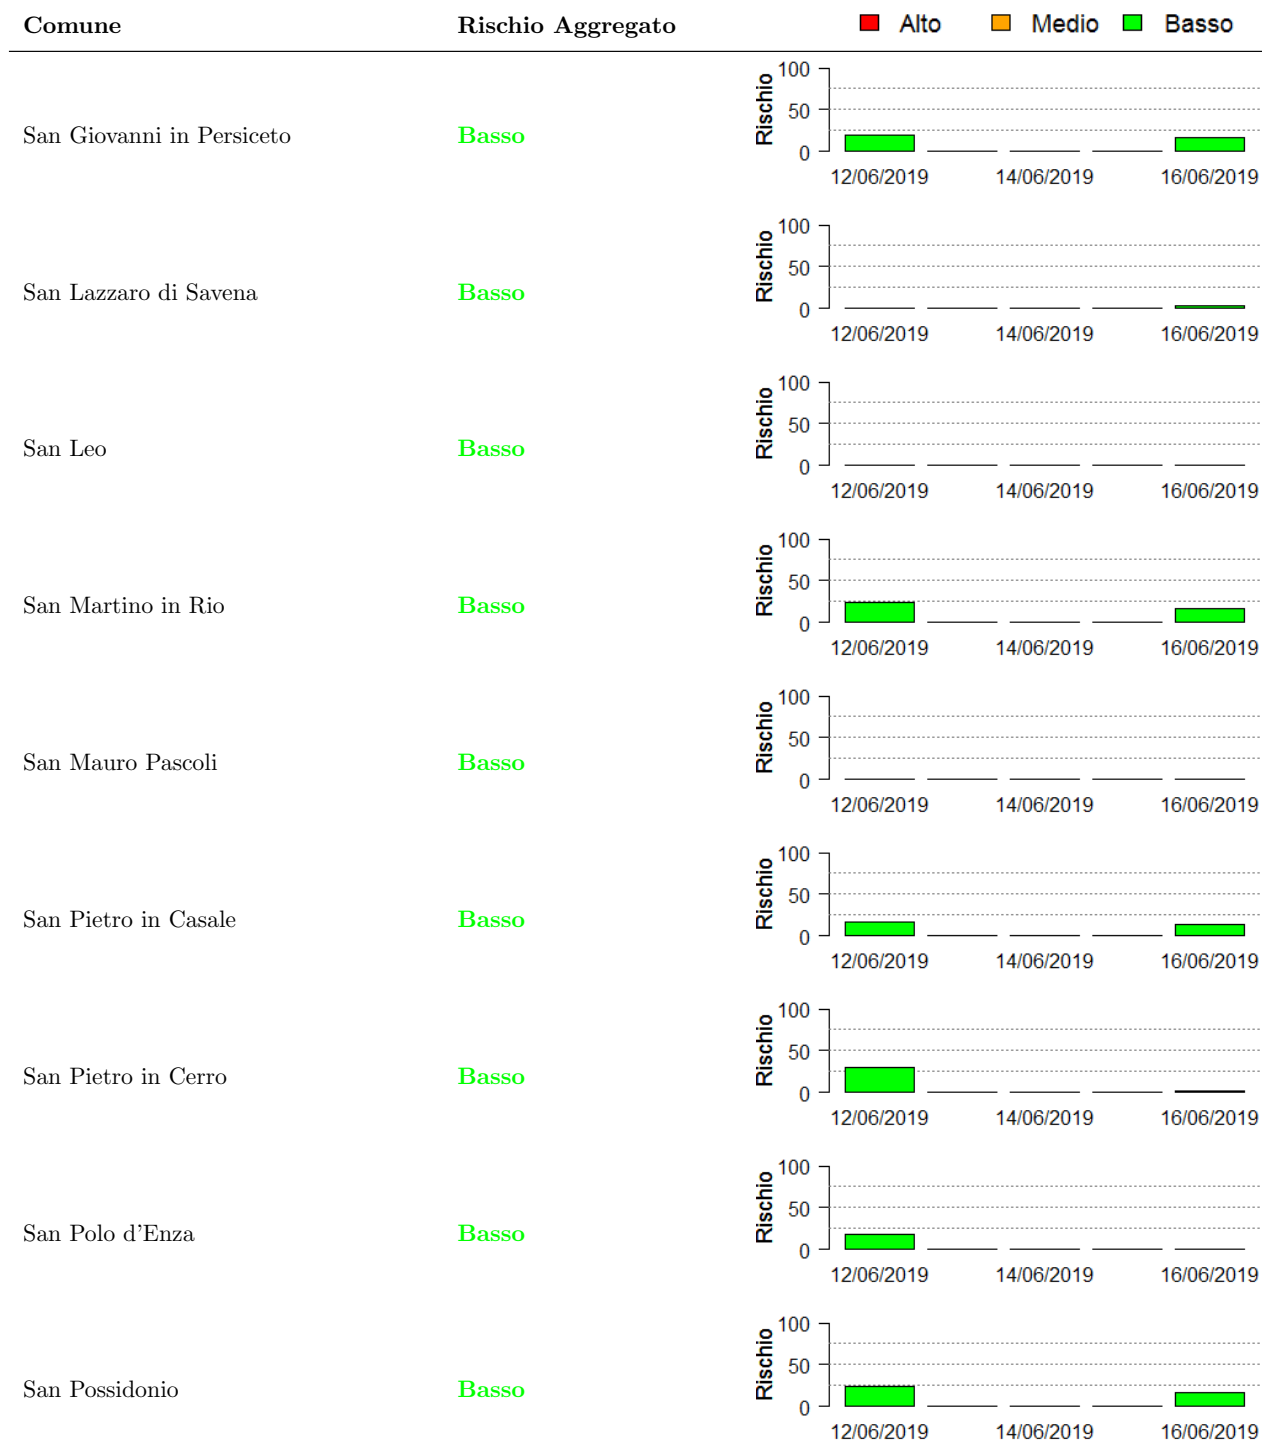 Comune Rischio Aggregato Alto Medio Basso
San Giovanni in Persiceto Basso
Rischio
100
50
0
12/06/2019 14/06/2019 16/06/2019
San Lazzaro di Savena Basso
Rischio
100
50
0
12/06/2019 14/06/2019 16/06/2019
San Leo Basso
Rischio
100
50
0
12/06/2019 14/06/2019 16/06/2019
San Martino in Rio Basso
Rischio
100
50
0
12/06/2019 14/06/2019 16/06/2019
San Mauro Pascoli Basso
Rischio
100
50
0
12/06/2019 14/06/2019 16/06/2019
San Pietro in Casale Basso
Rischio
100
50
0
12/06/2019 14/06/2019 16/06/2019
San Pietro in Cerro Basso
Rischio
100
50
0
12/06/2019 14/06/2019 16/06/2019
San Polo d'Enza Basso
Rischio
100
50
0
12/06/2019 14/06/2019 16/06/2019
San Possidonio Basso
Rischio
100
50
0
12/06/2019 14/06/2019 16/06/2019